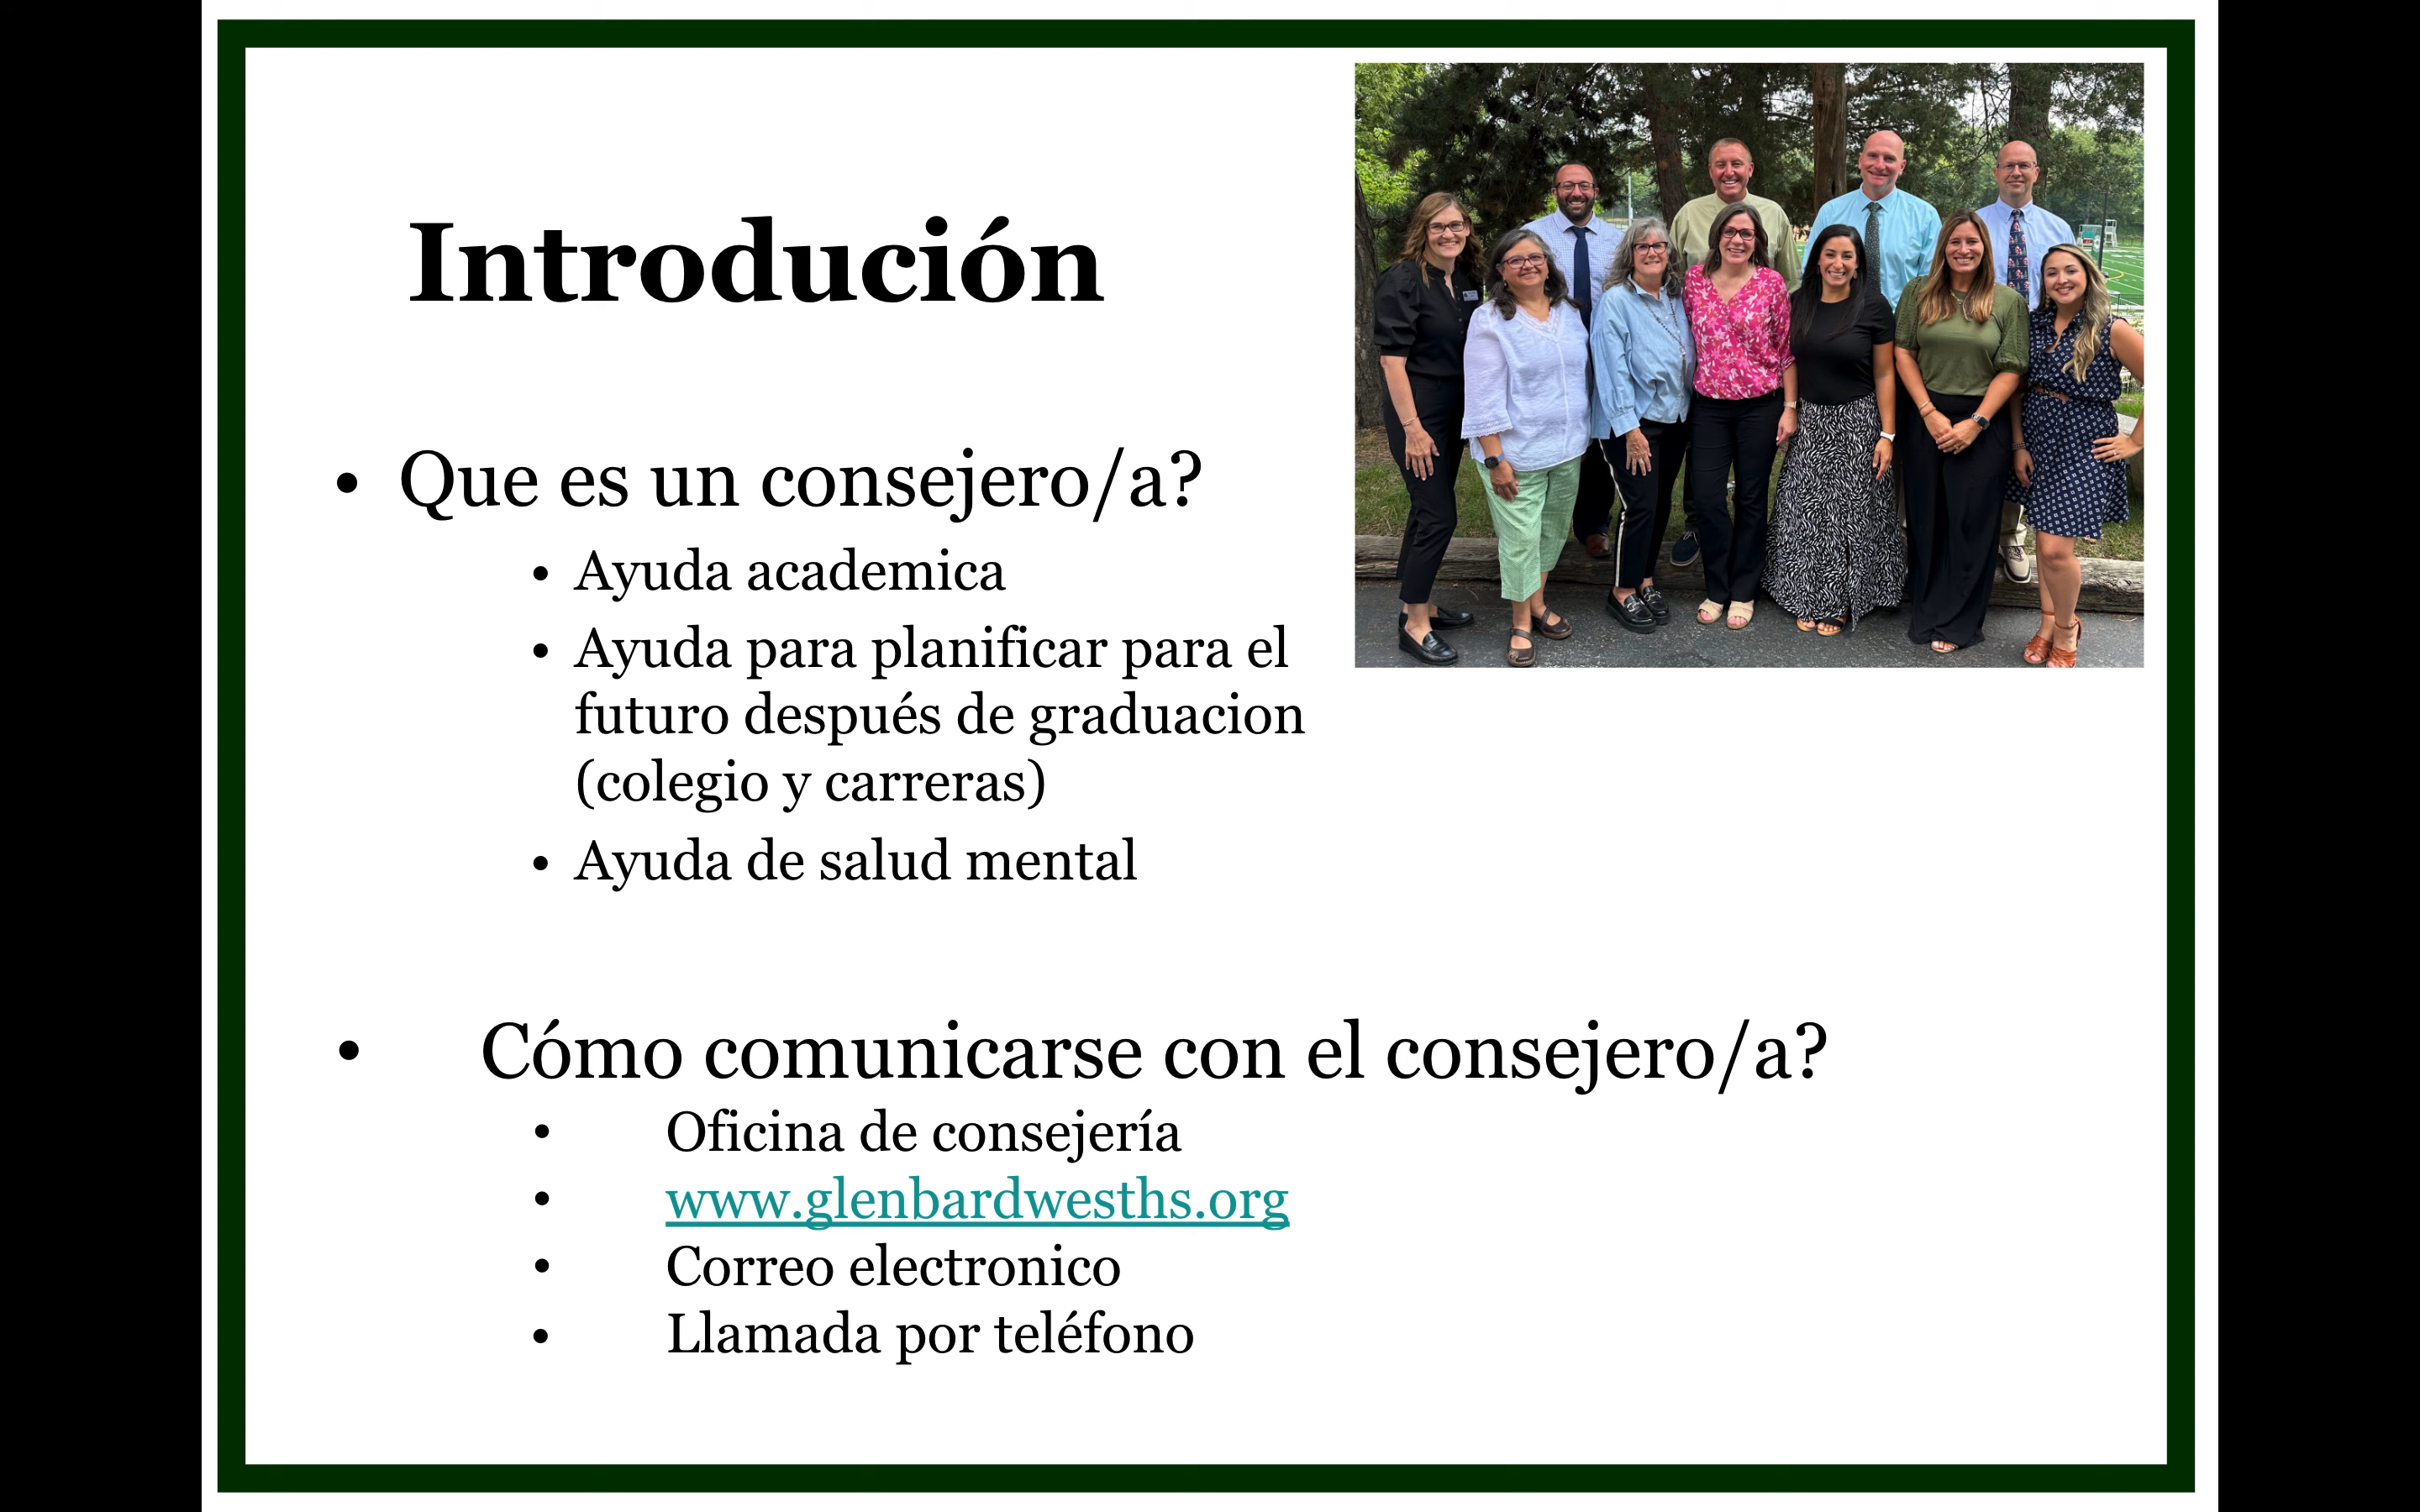 Introdución
• Que es un consejero/a?
• Ayuda academica
• Ayuda para planificar para el
futuro después de graduacion
(colegio y carreras)
• Ayuda de salud mental
• Cómo comunicarse con el consejero/a?
• Oficina de consejería
• www.glenbardwesths.org
• Correo electronico
• Llamada por teléfono